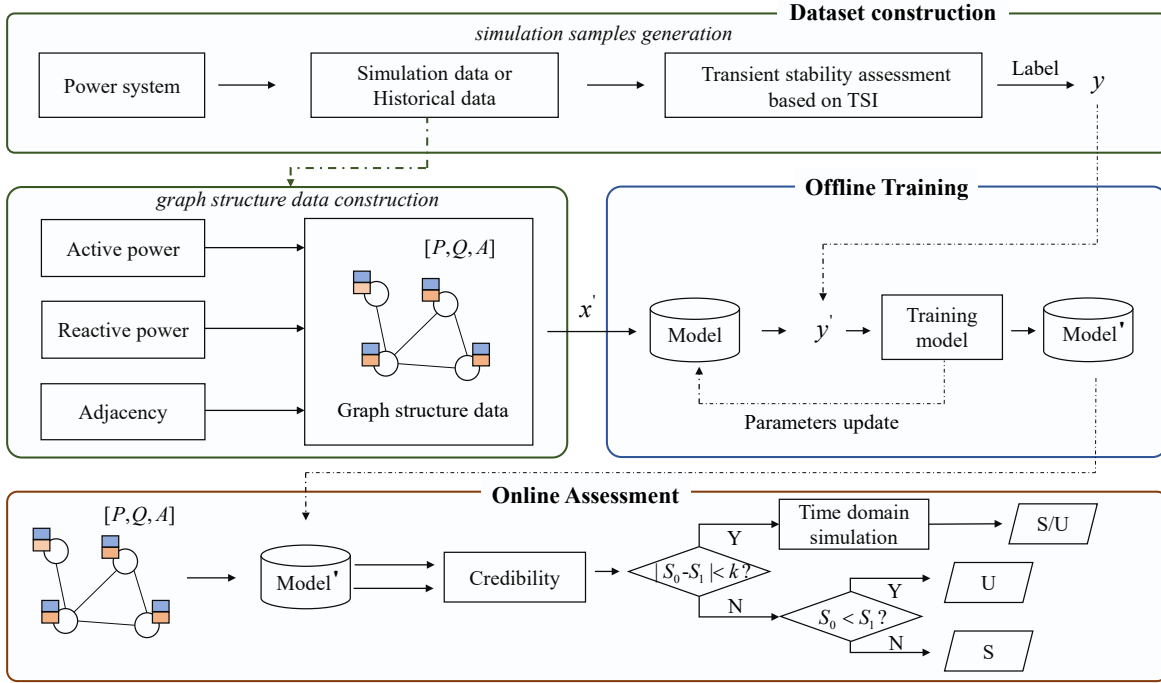 Dataset construction
simulation samples generation
Power system
Simulation data or
Historical data
Transient stability assessment
based on TSI
Label
y
graph structure data construction
Active power
Reactive power
Adjacency
[P,Q,A]
Graph structure data
x'
Offline Training
Model
y'
Training
model
Model'
Parameters update
Online Assessment
[P,Q,A]
Model'
Credibility
|S₀-S₁|<k?
Y
N
Time domain
simulation
S/U
S₀<S₁?
Y
N
U
S